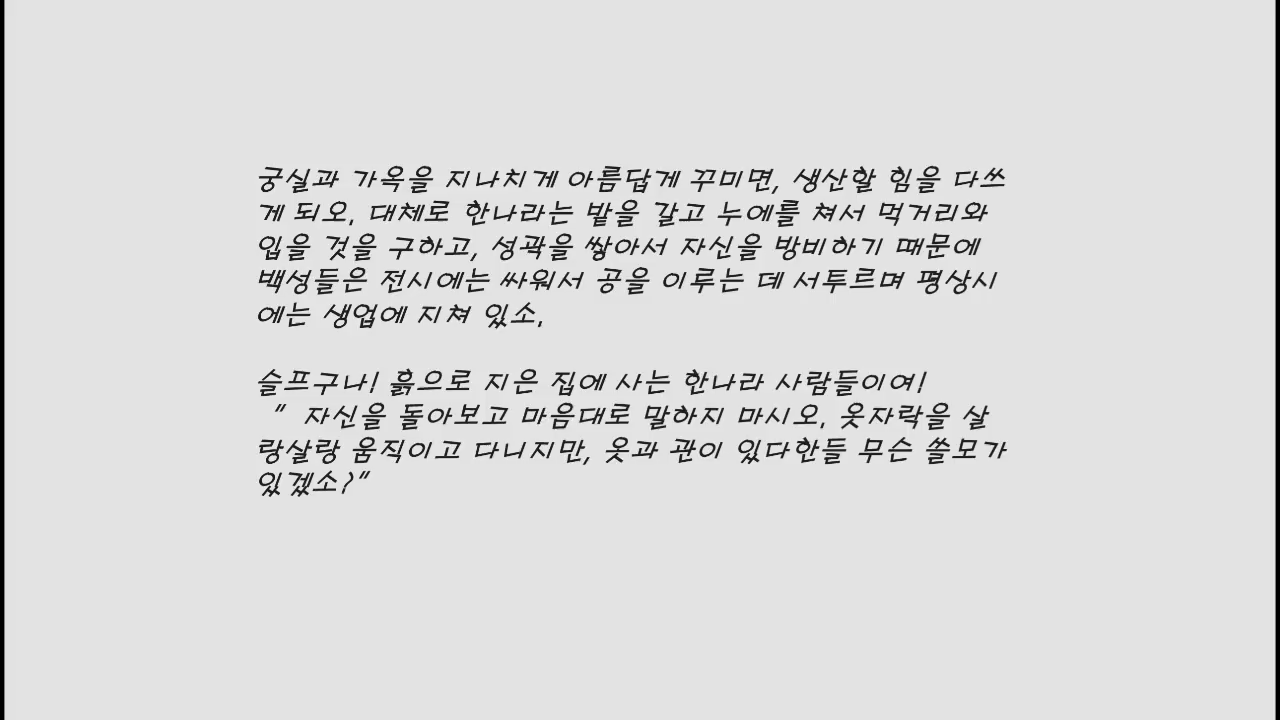 궁실과 가옥을 지나치게 아름답게 꾸미면, 생산할 힘을 다쓰
게 되오. 대체로 한나라는 밭을 갈고 누에를 쳐서 먹거리와
입을 것을 구하고, 성곽을 쌓아서 자신을 방비하기 때문에
백성들은 전시에는 싸워서 공을 이루는 데 서투르며 평상시
에는 생업에 지쳐 있소.
슬프구나! 흙으로 지은 집에 사는 한나라 사람들이여!
" 자신을 돌아보고 마음대로 말하지 마시오. 옷자락을 살
랑살랑 움직이고 다니지만, 옷과 관이 있다한들 무슨 쓸모가
있겠소?"